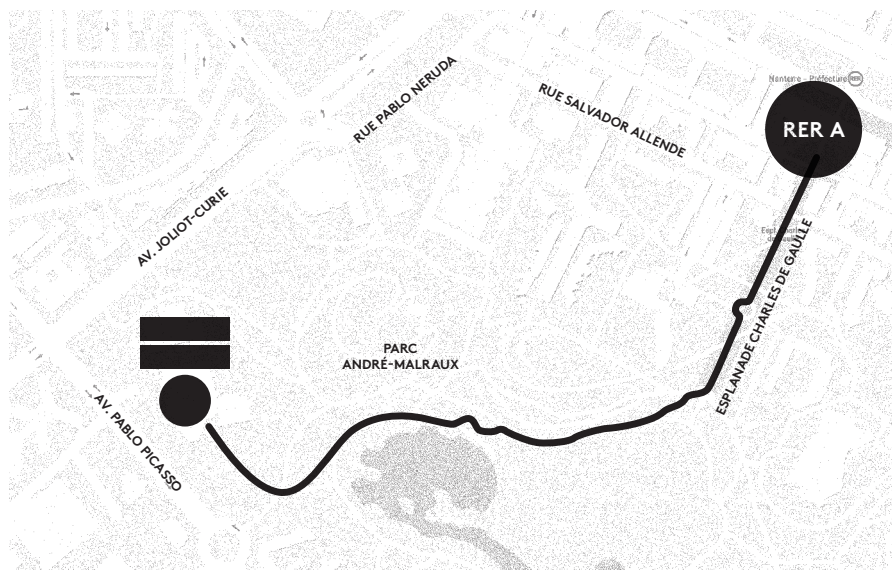 RUE PABLO NERUDA
RUE SALVADOR ALLENDE
Nanterre – Préfecture RER
RER A
AV. JOLIOT-CURIE
ESPLANADE CHARLES DE GAULLE
PARC
ANDRÉ-MALRAUX
AV. PABLO PICASSO